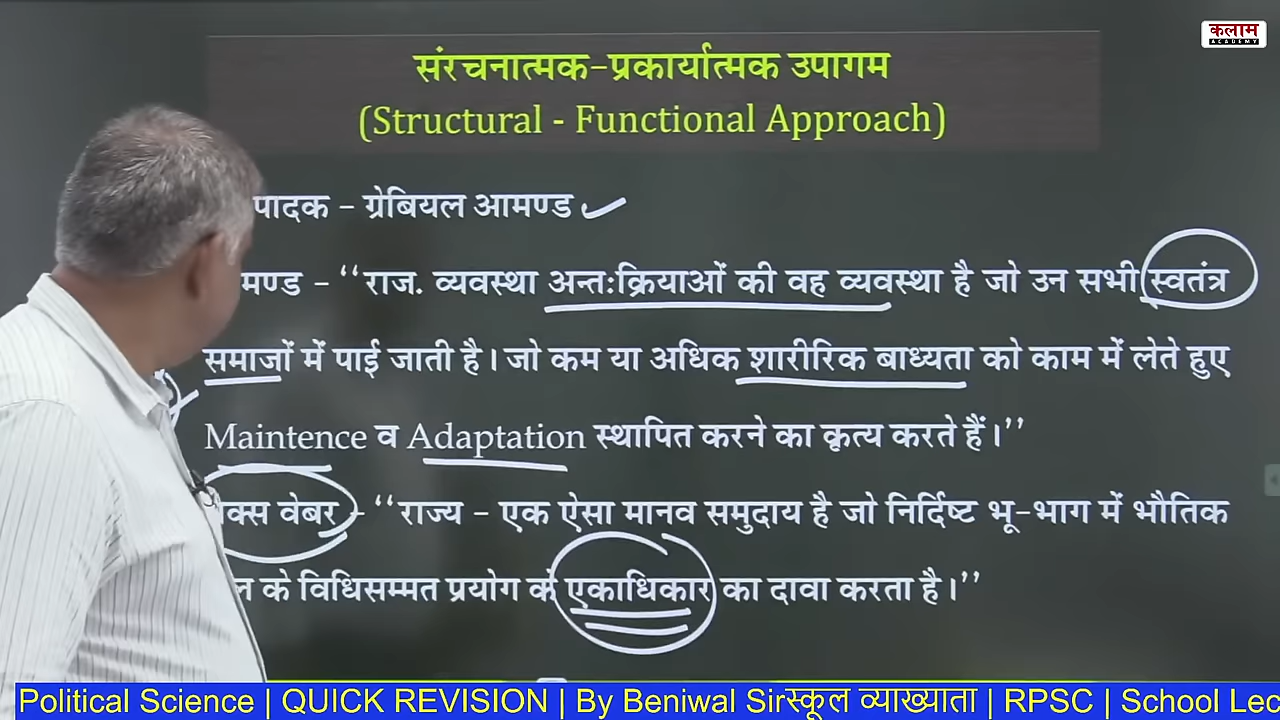 कलाम
ACADEMY
संरचनात्मक-प्रकार्यात्मक उपागम
(Structural - Functional Approach)
पादक - ग्रेबियल आमण्ड
मण्ड - ‘‘राज. व्यवस्था अन्तःक्रियाओं की वह व्यवस्था है जो उन सभी स्वतंत्र
समाजों में पाई जाती है। जो कम या अधिक शारीरिक बाध्यता को काम में लेते हुए
Maintence व Adaptation स्थापित करने का कृत्य करते हैं।’’
क्स वेबर - ‘‘राज्य - एक ऐसा मानव समुदाय है जो निर्दिष्ट भू-भाग में भौतिक
ल के विधिसम्मत प्रयोग के एकाधिकार का दावा करता है।’’
Political Science | QUICK REVISION | By Beniwal Sirस्कूल व्याख्याता | RPSC | School Lec